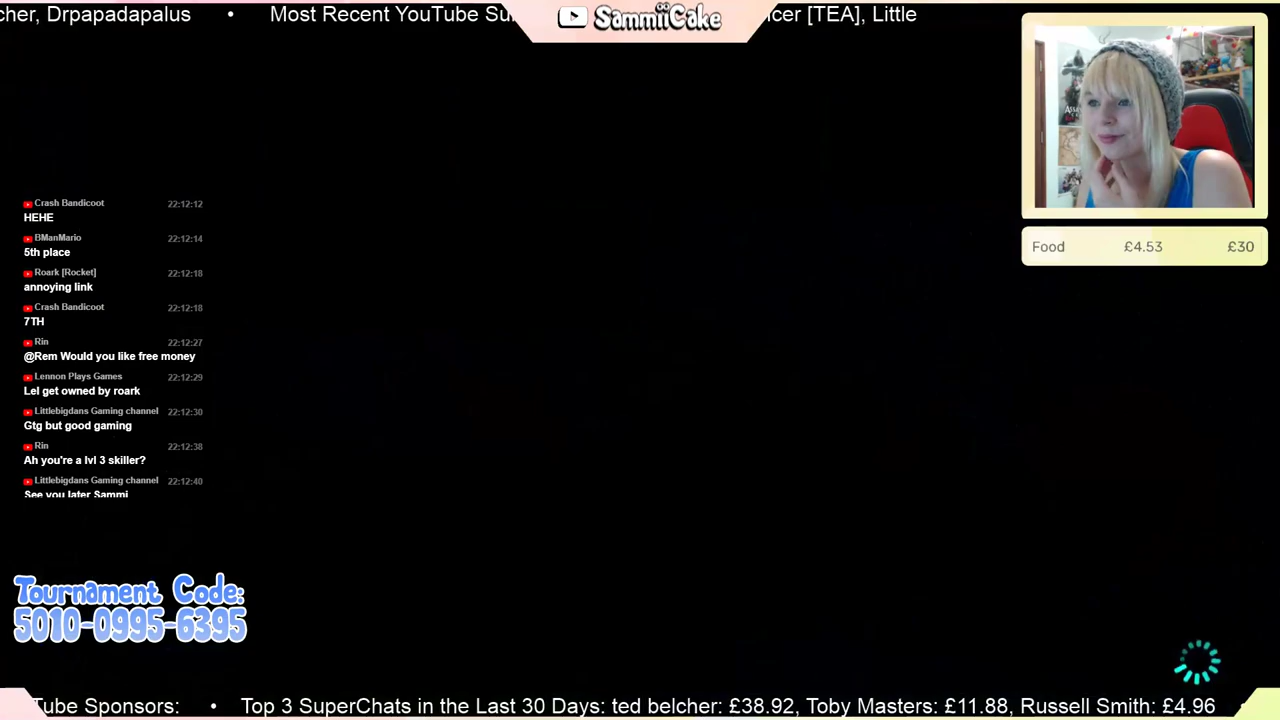 cher, Drpapadapalus • Most Recent YouTube Su
SammiiCake
cer [TEA], Little
Food £4.53 £30
Crash Bandicoot 22:12:12
HEHE
BManMario 22:12:14
5th place
Roark [Rocket] 22:12:18
annoying link
Crash Bandicoot 22:12:18
7TH
Rin 22:12:27
@Rem Would you like free money
Lennon Plays Games 22:12:29
Lel get owned by roark
Littlebigdans Gaming channel 22:12:30
Gtg but good gaming
Rin 22:12:38
Ah you're a lvl 3 skiller?
Littlebigdans Gaming channel 22:12:40
See you later Sammi
Tournament Code:
5010-0995-6395
Tube Sponsors: • Top 3 SuperChats in the Last 30 Days: ted belcher: £38.92, Toby Masters: £11.88, Russell Smith: £4.96